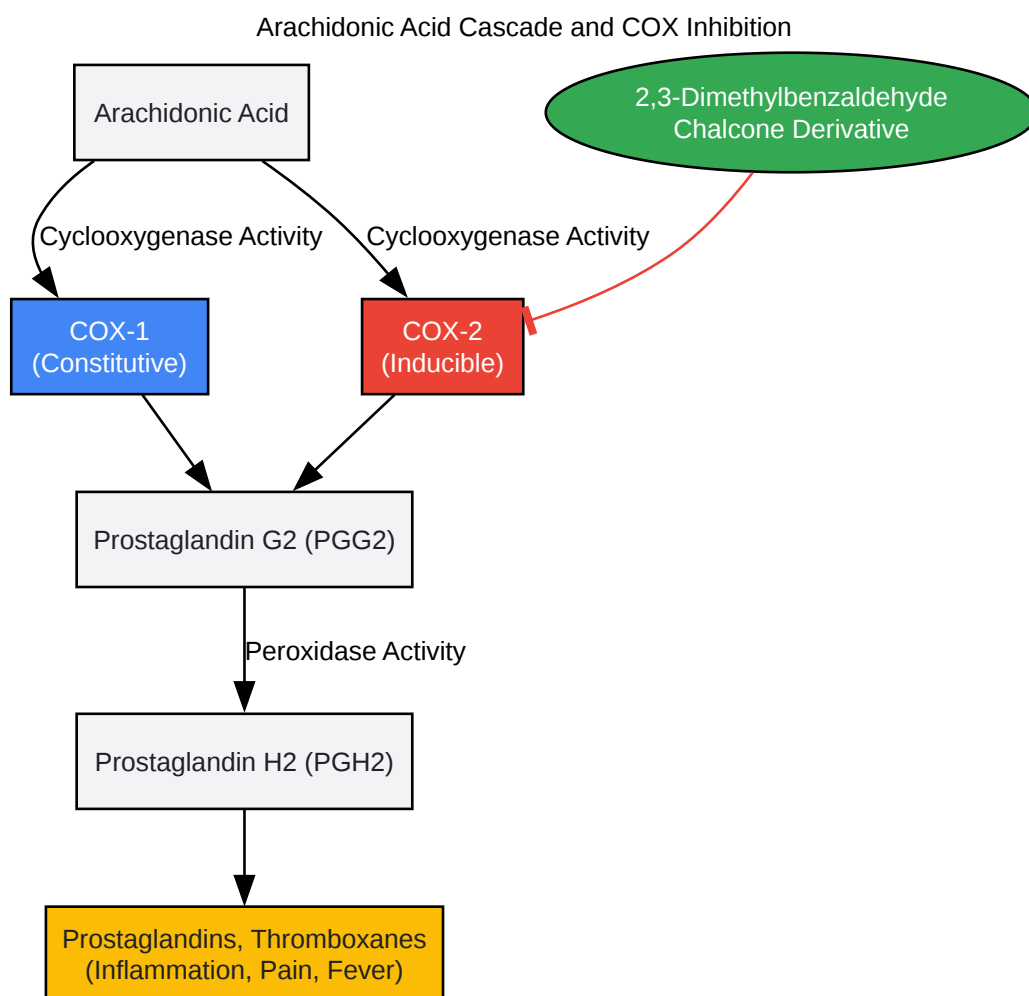 Arachidonic Acid Cascade and COX Inhibition
Arachidonic Acid
2,3-Dimethylbenzaldehyde
Chalcone Derivative
Cyclooxygenase Activity
Cyclooxygenase Activity
COX-1
(Constitutive)
COX-2
(Inducible)
Prostaglandin G2 (PGG2)
Peroxidase Activity
Prostaglandin H2 (PGH2)
Prostaglandins, Thromboxanes
(Inflammation, Pain, Fever)